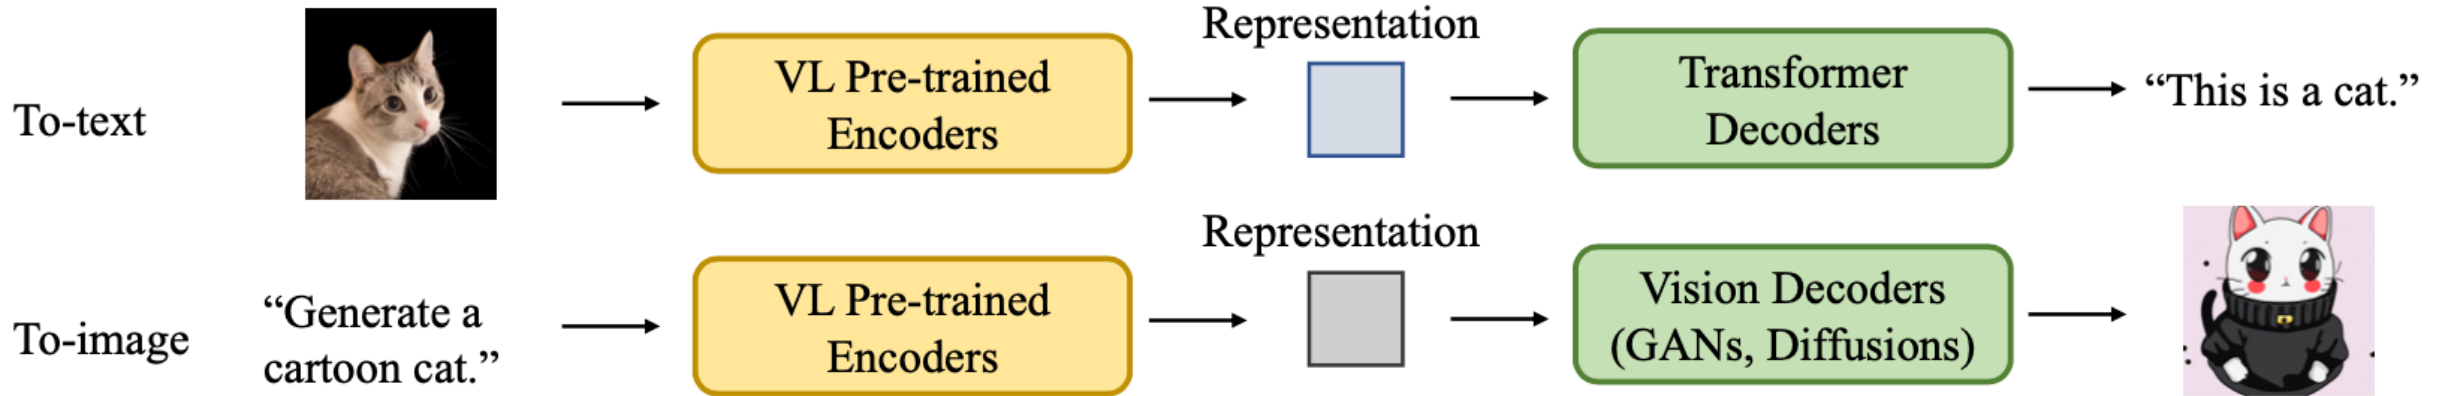 To-text
VL Pre-trained
Encoders
Representation
Transformer
Decoders
“This is a cat.”
To-image
“Generate a
cartoon cat.”
VL Pre-trained
Encoders
Representation
Vision Decoders
(GANs, Diffusions)